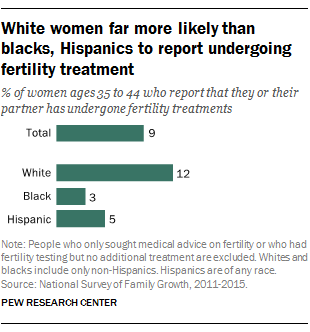 White women far more likely than
blacks, Hispanics to report undergoing
fertility treatment
% of women ages 35 to 44 who report that they or their
partner has undergone fertility treatments
Total 9
White 12
Black 3
Hispanic 5
Note: People who only sought medical advice on fertility or who had
fertility testing but no additional treatment are excluded. Whites and
blacks include only non-Hispanics. Hispanics are of any race.
Source: National Survey of Family Growth, 2011-2015.
PEW RESEARCH CENTER